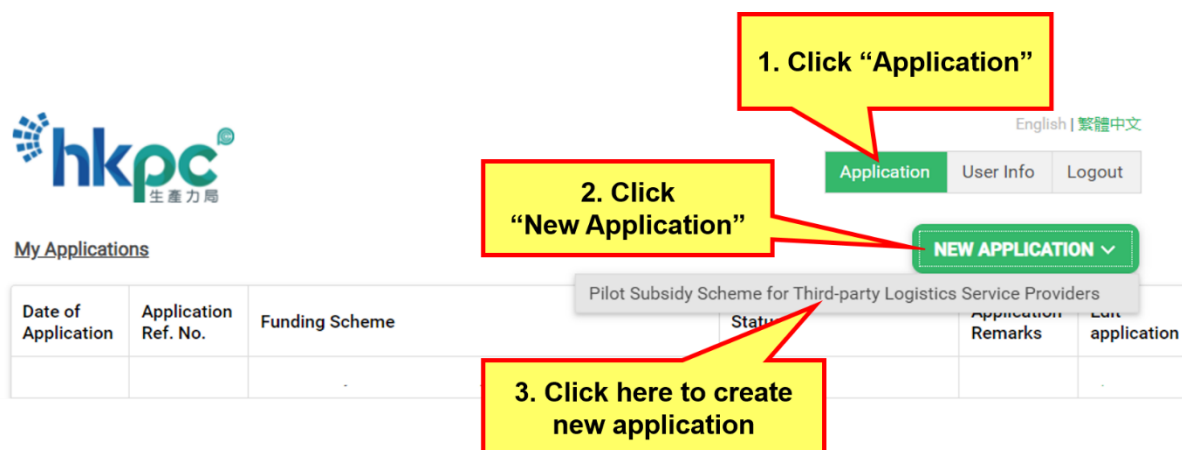 1. Click “Application”
English | 繁體中文
hkpc
生產力局
Application
User Info
Logout
2. Click
“New Application”
My Applications
NEW APPLICATION
Pilot Subsidy Scheme for Third-party Logistics Service Providers
Date of
Application
Application
Ref. No.
Funding Scheme
Status
Application
Remarks
Edit
application
3. Click here to create
new application